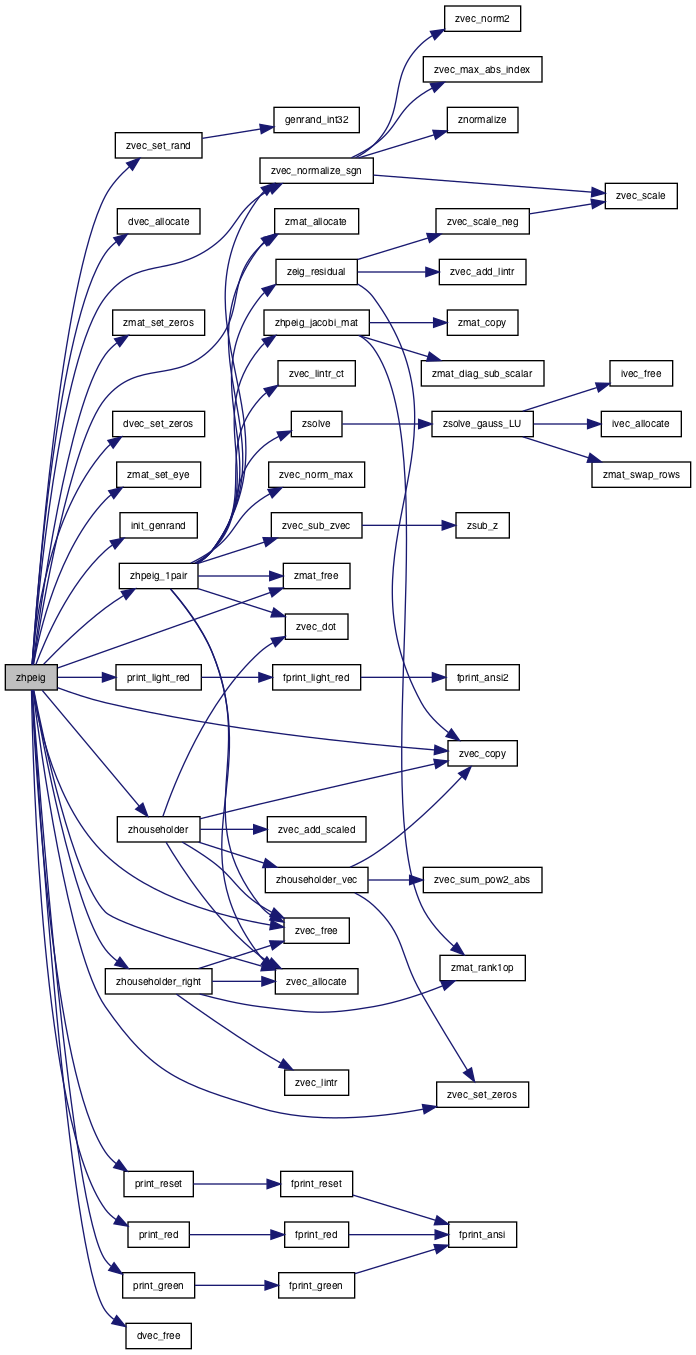 zvec_norm2
zvec_max_abs_index
genrand_int32
znormalize
zvec_set_rand
zvec_normalize_sgn
zvec_scale
dvec_allocate
zmat_allocate
zvec_scale_neg
zeig_residual
zvec_add_lintr
zmat_set_zeros
zhpeig_jacobi_mat
zmat_copy
zvec_lintr_ct
zmat_diag_sub_scalar
ivec_free
dvec_set_zeros
zsolve
zsolve_gauss_LU
ivec_allocate
zmat_set_eye
zvec_norm_max
zmat_swap_rows
init_genrand
zvec_sub_zvec
zsub_z
zhpeig_1pair
zmat_free
zvec_dot
zhpeig
print_light_red
fprint_light_red
fprint_ansi2
zvec_copy
zhouseholder
zvec_add_scaled
zhouseholder_vec
zvec_sum_pow2_abs
zvec_free
zhouseholder_right
zvec_allocate
zmat_rank1op
zvec_lintr
zvec_set_zeros
print_reset
fprint_reset
print_red
fprint_red
fprint_ansi
print_green
fprint_green
dvec_free